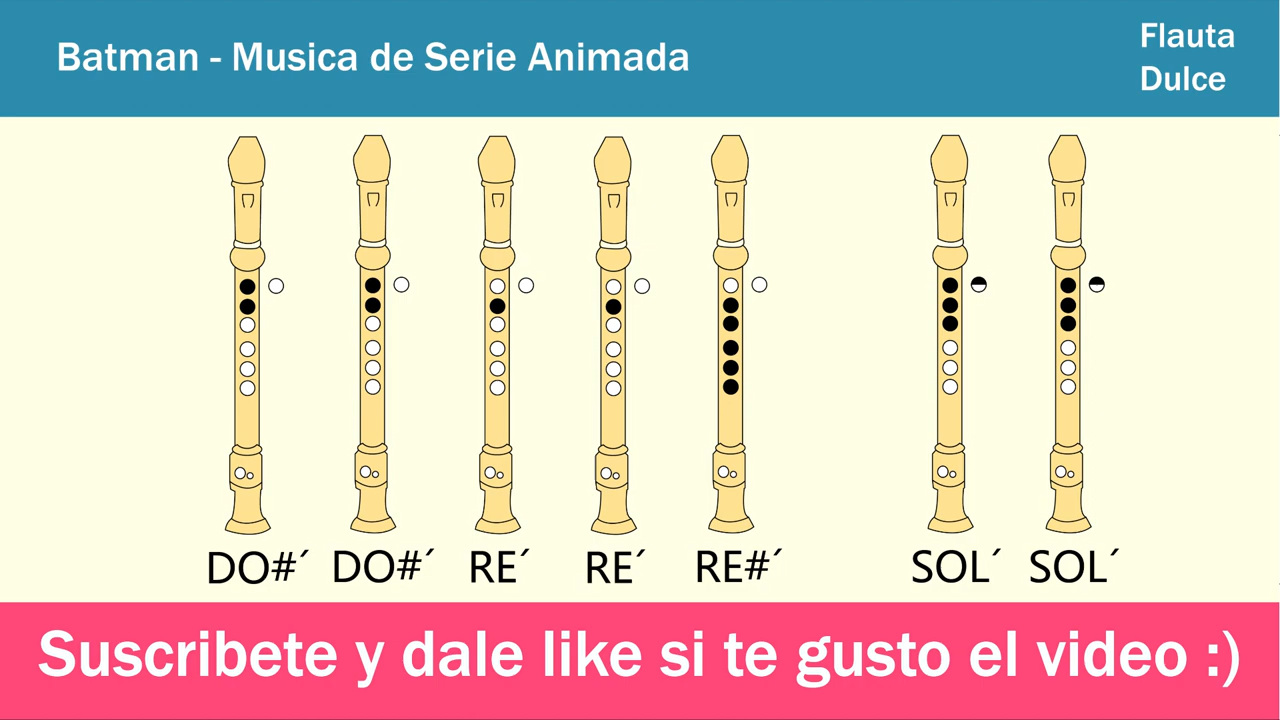 Batman - Musica de Serie Animada
Flauta
Dulce
DO#´ DO#´ RE´ RE´ RE#´ SOL´ SOL´
Suscribete y dale like si te gusto el video :)